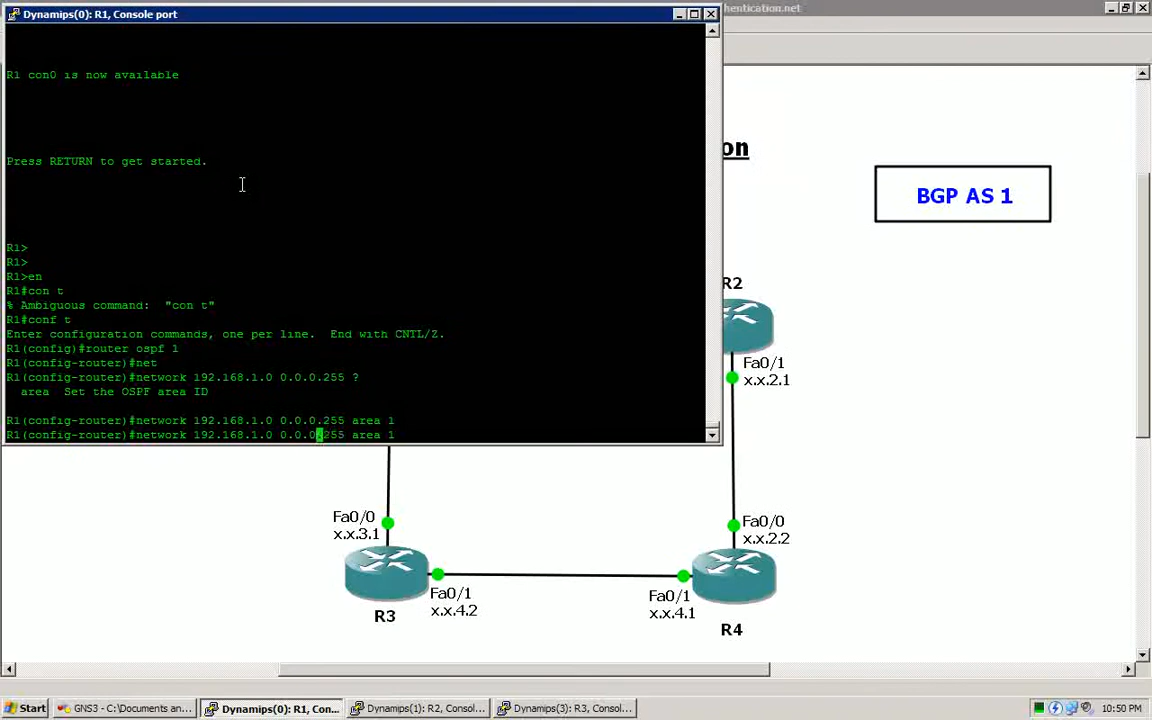 Dynamips(0): R1, Console port
hentication.net
R1 con0 is now available
Press RETURN to get started.
R1>
R1>
R1>en
R1#con t
% Ambiguous command:  "con t"
R1#conf t
Enter configuration commands, one per line.  End with CNTL/Z.
R1(config)#router ospf 1
R1(config-router)#net
R1(config-router)#network 192.168.1.0 0.0.0.255 ?
  area  Set the OSPF area ID
R1(config-router)#network 192.168.1.0 0.0.0.255 area 1
R1(config-router)#network 192.168.1.0 0.0.0.255 area 1
on
BGP AS 1
R2
Fa0/1
x.x.2.1
Fa0/0
x.x.3.1
Fa0/0
x.x.2.2
R3
Fa0/1
x.x.4.2
Fa0/1
x.x.4.1
R4
Start
GNS3 - C:\Documents an...
Dynamips(0): R1, Con...
Dynamips(1): R2, Consol...
Dynamips(3): R3, Consol...
10:50 PM